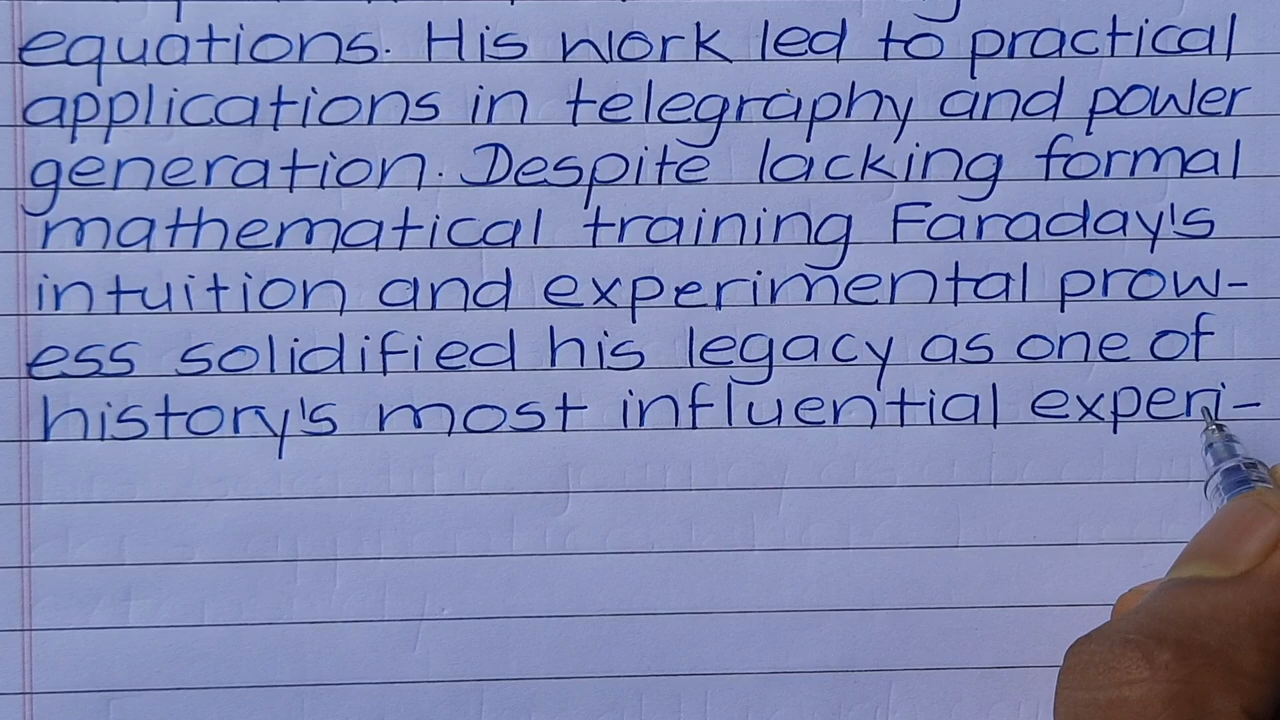 equations. His work led to practical
applications in telegraphy and power
generation. Despite lacking formal
mathematical training Faraday's
intuition and experimental prow-
ess solidified his legacy as one of
history's most influential experi-